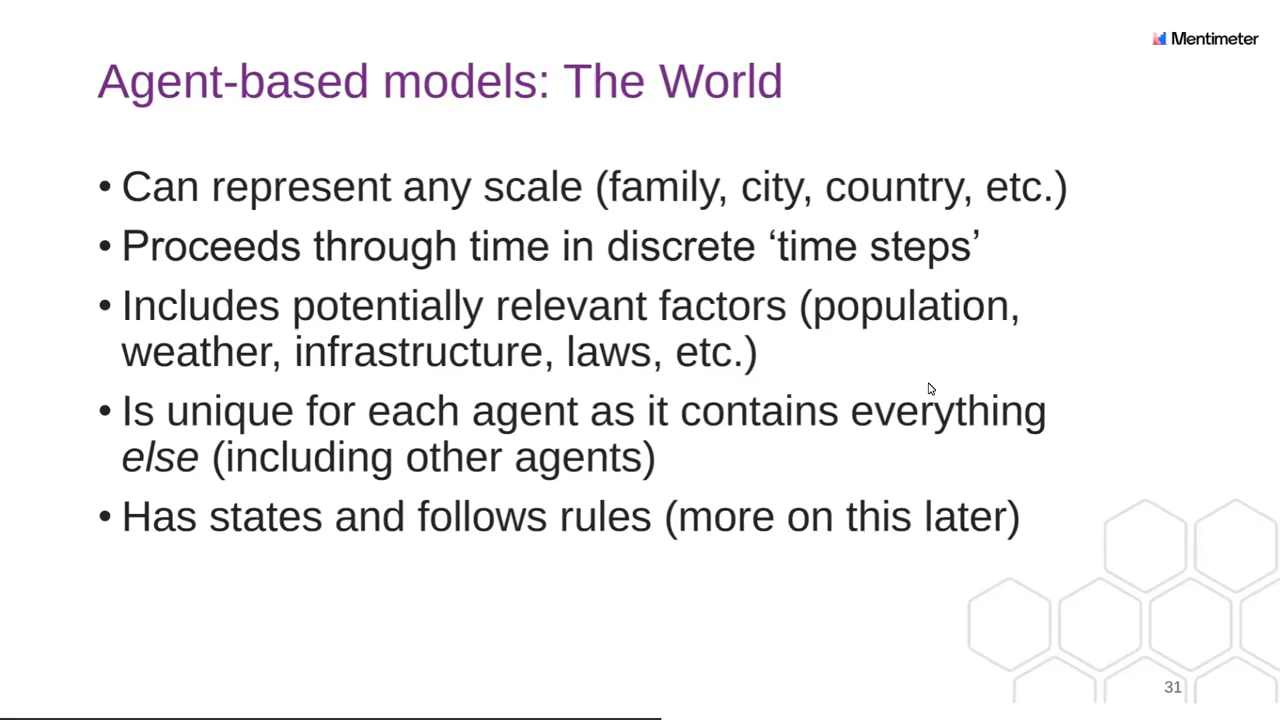 Mentimeter
Agent-based models: The World
• Can represent any scale (family, city, country, etc.)
• Proceeds through time in discrete ‘time steps’
• Includes potentially relevant factors (population,
weather, infrastructure, laws, etc.)
• Is unique for each agent as it contains everything
else (including other agents)
• Has states and follows rules (more on this later)
31